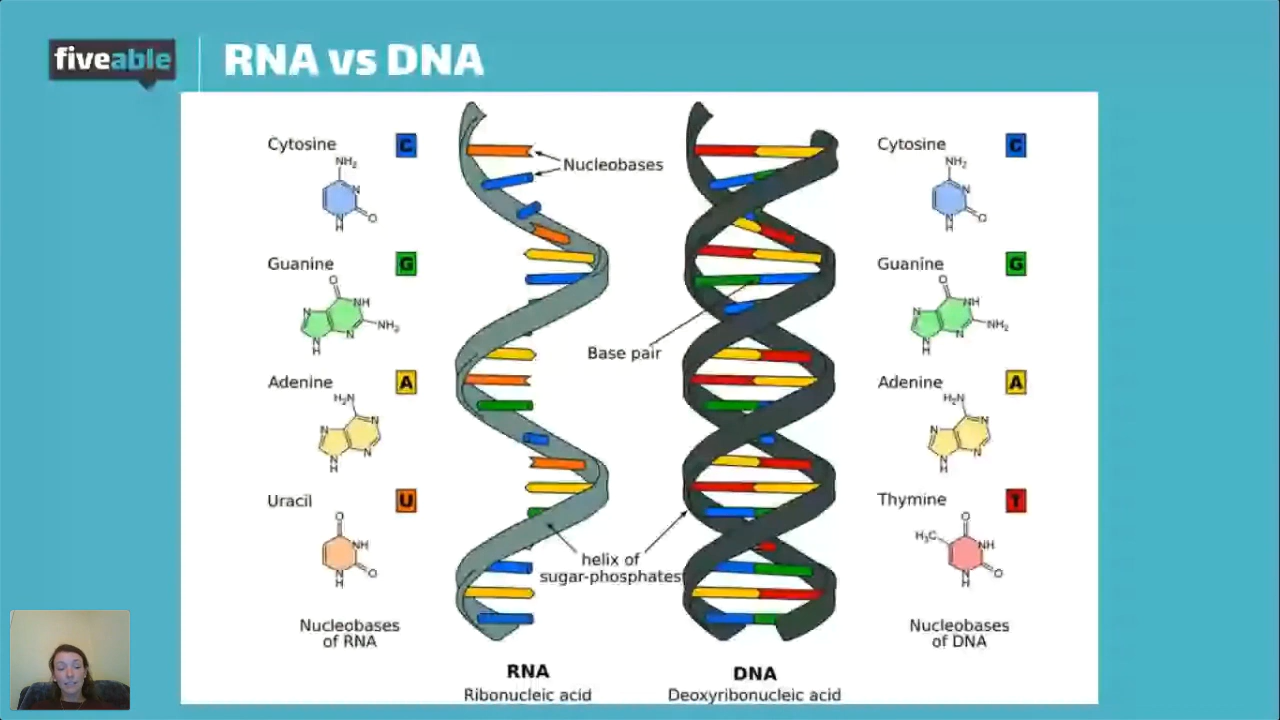 fiveable
RNA vs DNA
Cytosine
C
NH₂
N
N
H
O
Guanine
G
O
N
NH
N
H
N
NH₂
Adenine
A
H₂N
N
N
N
H
N
Uracil
U
O
NH
N
H
O
Nucleobases
of RNA
Nucleobases
Base pair
helix of
sugar-phosphates
RNA
Ribonucleic acid
DNA
Deoxyribonucleic acid
Cytosine
C
NH₂
N
N
H
O
Guanine
G
O
N
NH
N
H
N
NH₂
Adenine
A
H₂N
N
N
N
H
N
Thymine
T
O
H₃C
NH
N
H
O
Nucleobases
of DNA